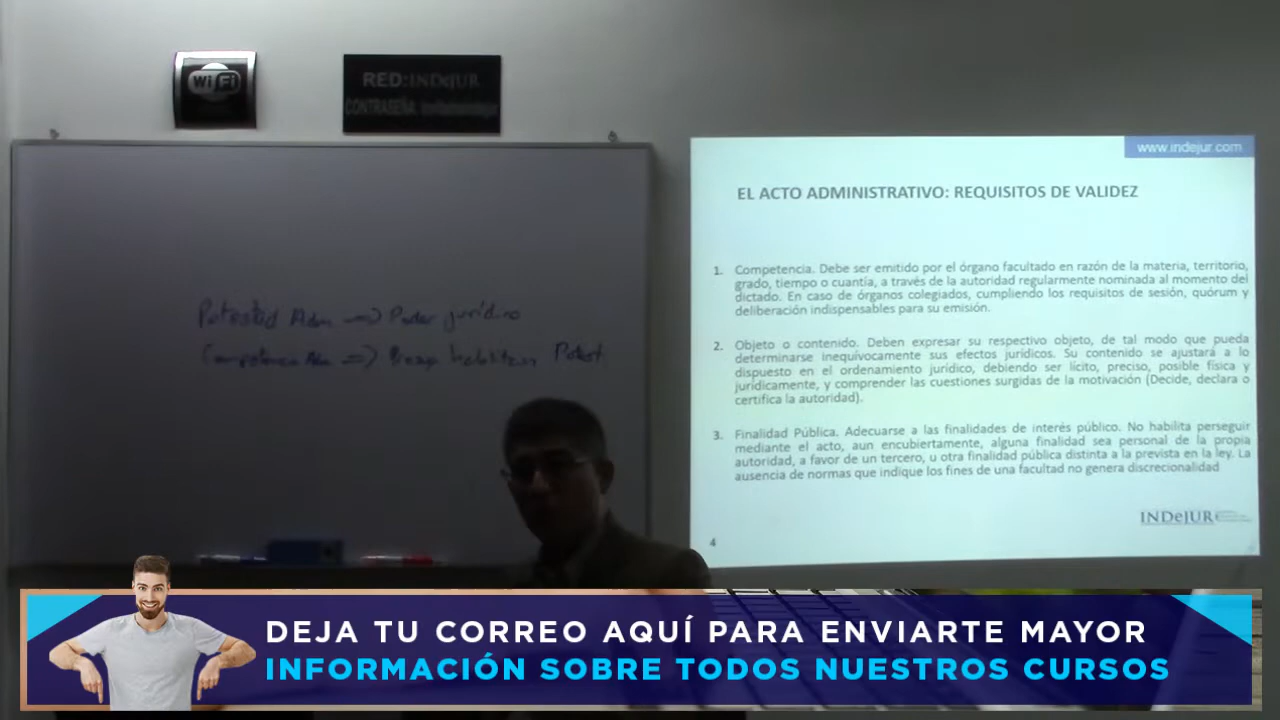 WiFi
RED:INDEJUR
CONTRASEÑA:
www.indejur.com
EL ACTO ADMINISTRATIVO: REQUISITOS DE VALIDEZ
1. Competencia. Debe ser emitido por el órgano facultado en razón de la materia, territorio,
grado, tiempo o cuantía, a través de la autoridad regularmente nominada al momento del
dictado. En caso de órganos colegiados, cumpliendo los requisitos de sesión, quórum y
deliberación indispensables para su emisión.
2. Objeto o contenido. Deben expresar su respectivo objeto, de tal modo que pueda
determinarse inequívocamente sus efectos jurídicos. Su contenido se ajustará a lo
dispuesto en el ordenamiento jurídico, debiendo ser lícito, preciso, posible física y
jurídicamente, y comprender las cuestiones surgidas de la motivación (Decide, declara o
certifica la autoridad).
3. Finalidad Pública. Adecuarse a las finalidades de interés público. No habilita perseguir
mediante el acto, aun encubiertamente, alguna finalidad sea personal de la propia
autoridad, a favor de un tercero, u otra finalidad pública distinta a la prevista en la ley. La
ausencia de normas que indique los fines de una facultad no genera discrecionalidad
INDeJUR
4
Potestad Adm => Poder jurídico
Competencia Adm => Potest
DEJA TU CORREO AQUÍ PARA ENVIARTE MAYOR
INFORMACIÓN SOBRE TODOS NUESTROS CURSOS